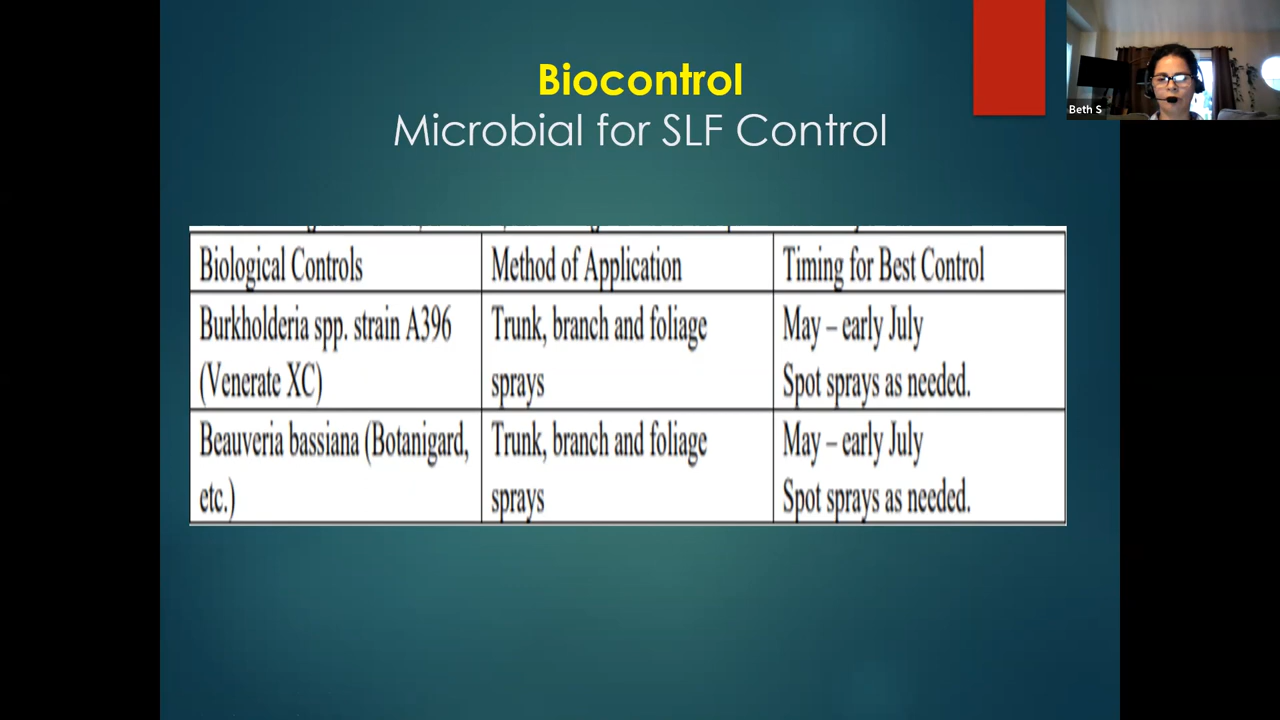 Biocontrol
Microbial for SLF Control
Beth S
Biological Controls
Method of Application
Timing for Best Control
Burkholderia spp. strain A396
(Venerate XC)
Trunk, branch and foliage
sprays
May – early July
Spot sprays as needed.
Beauveria bassiana (Botanigard,
etc.)
Trunk, branch and foliage
sprays
May – early July
Spot sprays as needed.